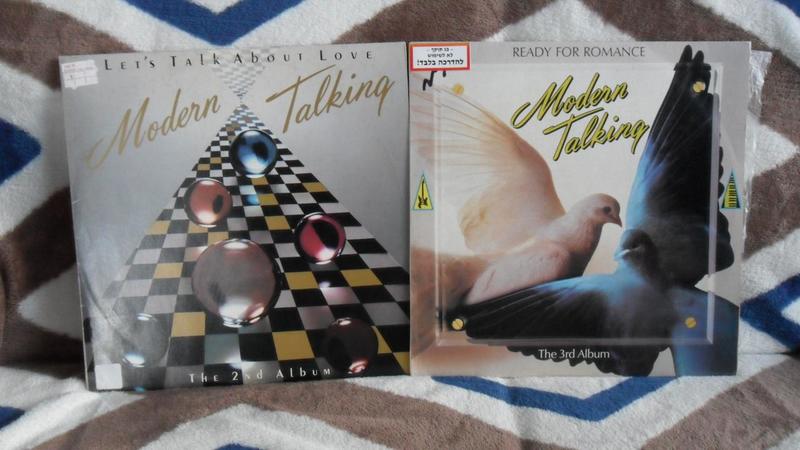 LET'S TALK ABOUT LOVE
Modern Talking
THE 2nd ALBUM
READY FOR ROMANCE
Modern
Talking
The 3rd Album